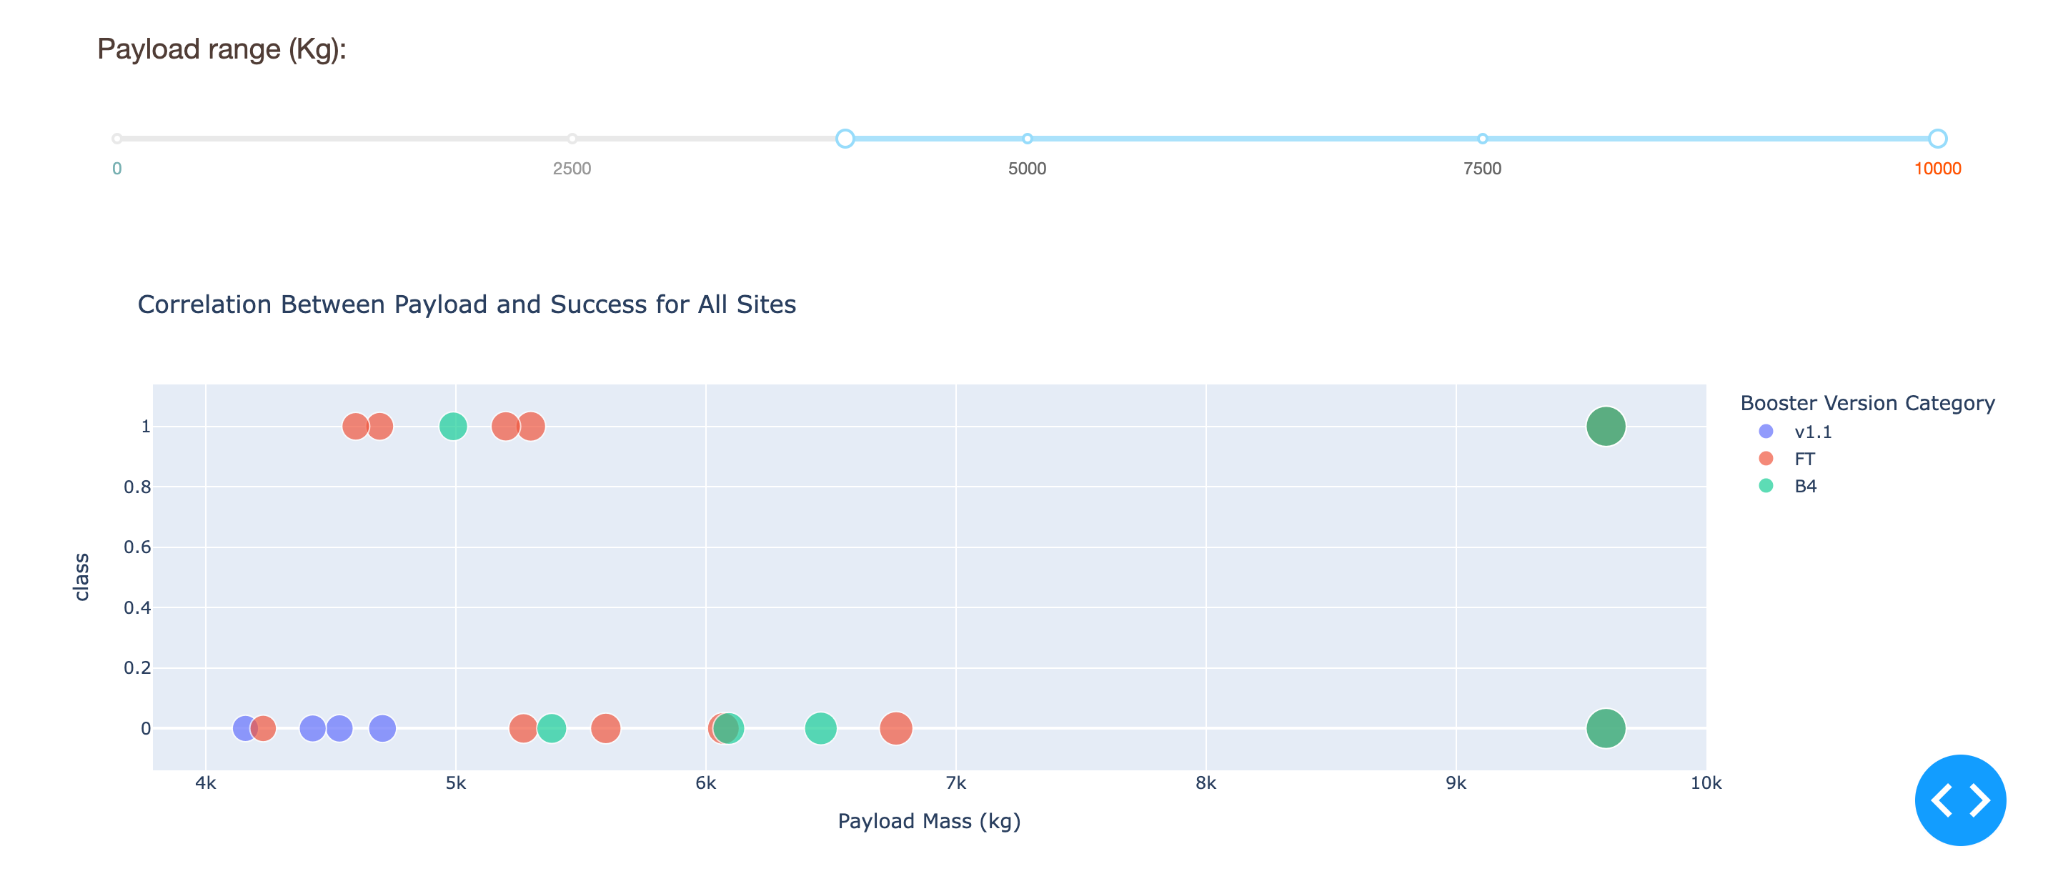 Payload range (Kg):
0 2500 5000 7500 10000
Correlation Between Payload and Success for All Sites
Booster Version Category
v1.1
FT
B4
class
1
0.8
0.6
0.4
0.2
0
4k 5k 6k 7k 8k 9k 10k
Payload Mass (kg)